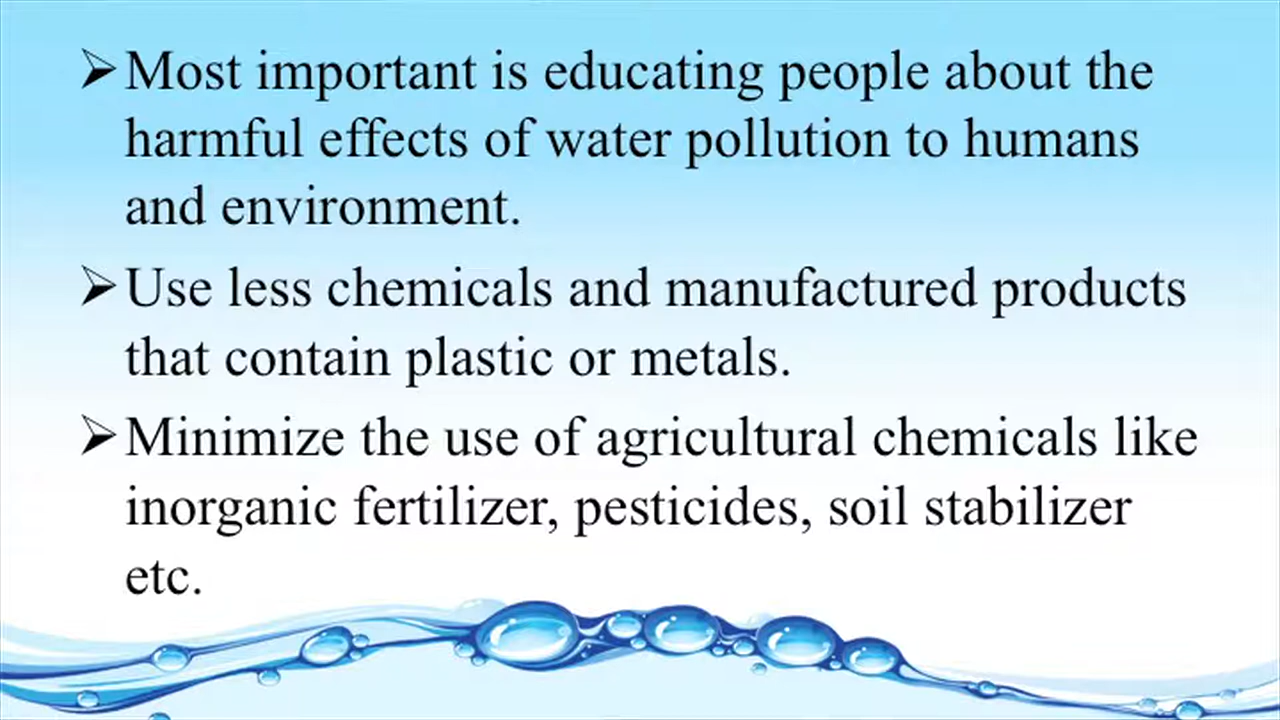 ➢Most important is educating people about the
harmful effects of water pollution to humans
and environment.
➢Use less chemicals and manufactured products
that contain plastic or metals.
➢Minimize the use of agricultural chemicals like
inorganic fertilizer, pesticides, soil stabilizer
etc.